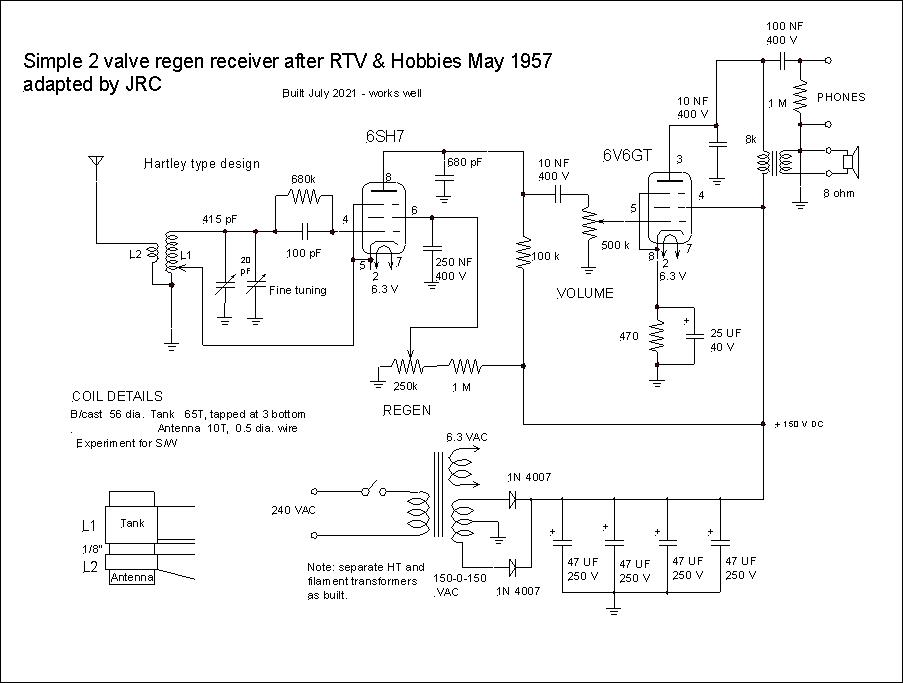 Simple 2 valve regen receiver after RTV & Hobbies May 1957
adapted by JRC
Built July 2021 - works well
100 NF
400 V
1 M
PHONES
10 NF
400 V
6V6GT
3
8k
8 ohm
4
5
8
2
7
6.3 V
6SH7
8
680 pF
10 NF
400 V
Hartley type design
680k
4
6
415 pF
100 pF
L2
L1
20
pF
Fine tuning
5
2
7
6.3 V
250 NF
400 V
100 k
500 k
VOLUME
470
+
25 UF
40 V
250k
1 M
REGEN
COIL DETAILS
B/cast 56 dia. Tank 65T, tapped at 3 bottom
. Antenna 10T, 0.5 dia. wire
Experiment for S/W
+ 150 V DC
6.3 VAC
1N 4007
240 VAC
L1
Tank
1/8"
L2
Antenna
Note: separate HT and
filament transformers
as built.
150-0-150
VAC
1N 4007
+
47 UF
250 V
+
47 UF
250 V
+
47 UF
250 V
+
47 UF
250 V